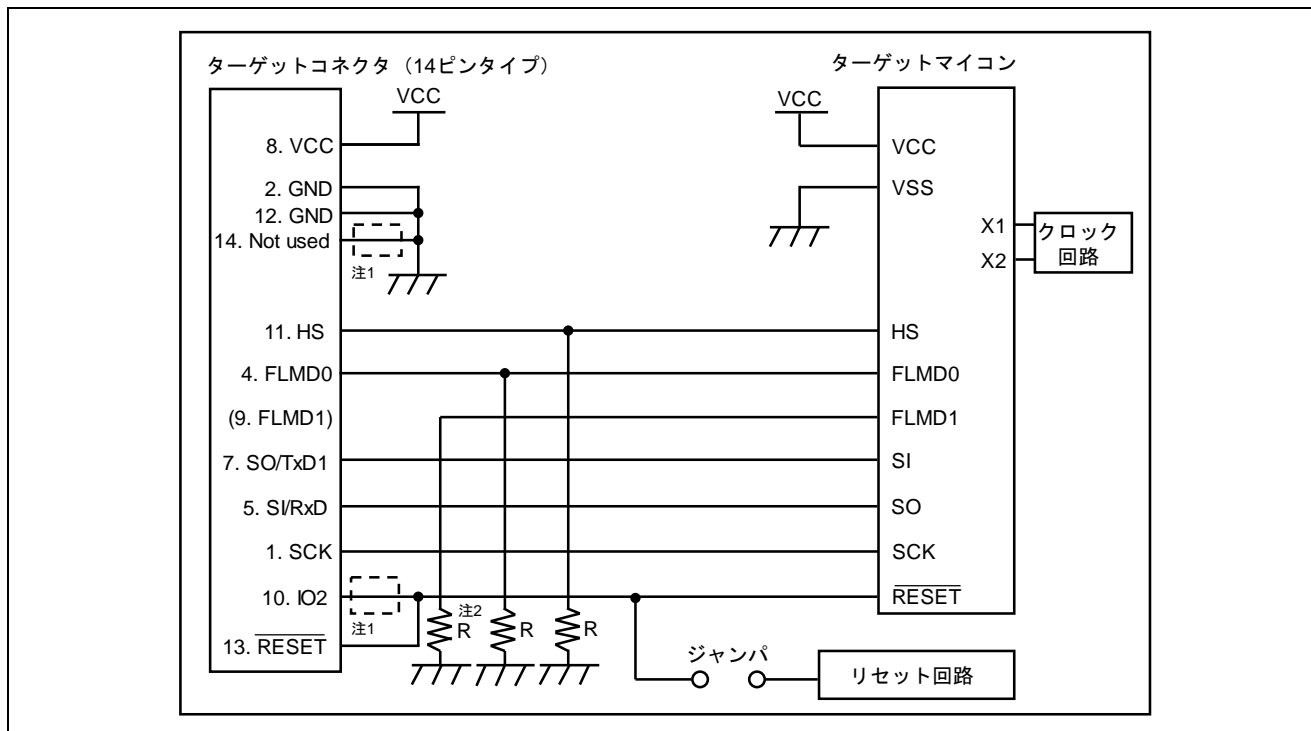 ターゲットコネクタ（14ピンタイプ）
ターゲットマイコン
VCC
VCC
8. VCC
VCC
2. GND
VSS
12. GND
14. Not used
注1
X1
X2
クロック
回路
11. HS
HS
4. FLMD0
FLMD0
(9. FLMD1)
FLMD1
7. SO/TxD1
SI
5. SI/RxD
SO
1. SCK
SCK
10. IO2
RESET
注1
注2
R
R
R
13. RESET
ジャンパ
リセット回路